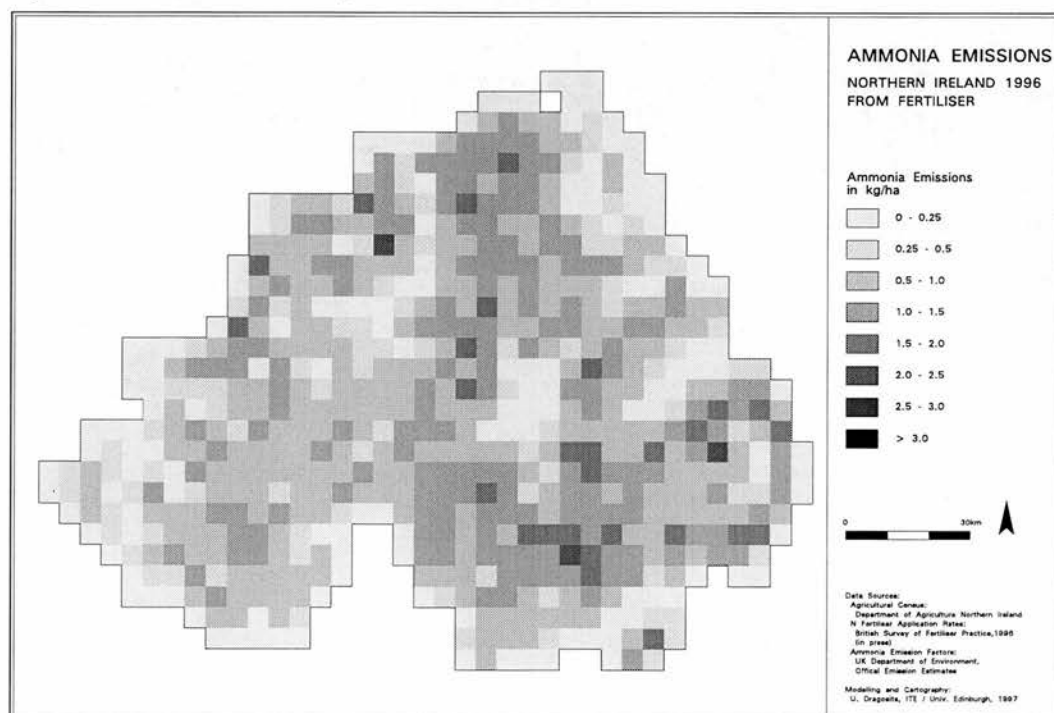 AMMONIA EMISSIONS
NORTHERN IRELAND 1996
FROM FERTILISER
Ammonia Emissions
in kg/ha
0 - 0.25
0.25 - 0.5
0.5 - 1.0
1.0 - 1.5
1.5 - 2.0
2.0 - 2.5
2.5 - 3.0
> 3.0
0 30km
Data Sources:
Agricultural Census:
Department of Agriculture Northern Ireland
N Fertiliser Application Rates:
British Survey of Fertiliser Practice,1996
(in press)
Ammonia Emission Factors:
UK Department of Environment,
Offical Emission Estimates
Modelling and Cartography:
U. Dragosits, ITE / Univ. Edinburgh, 1997